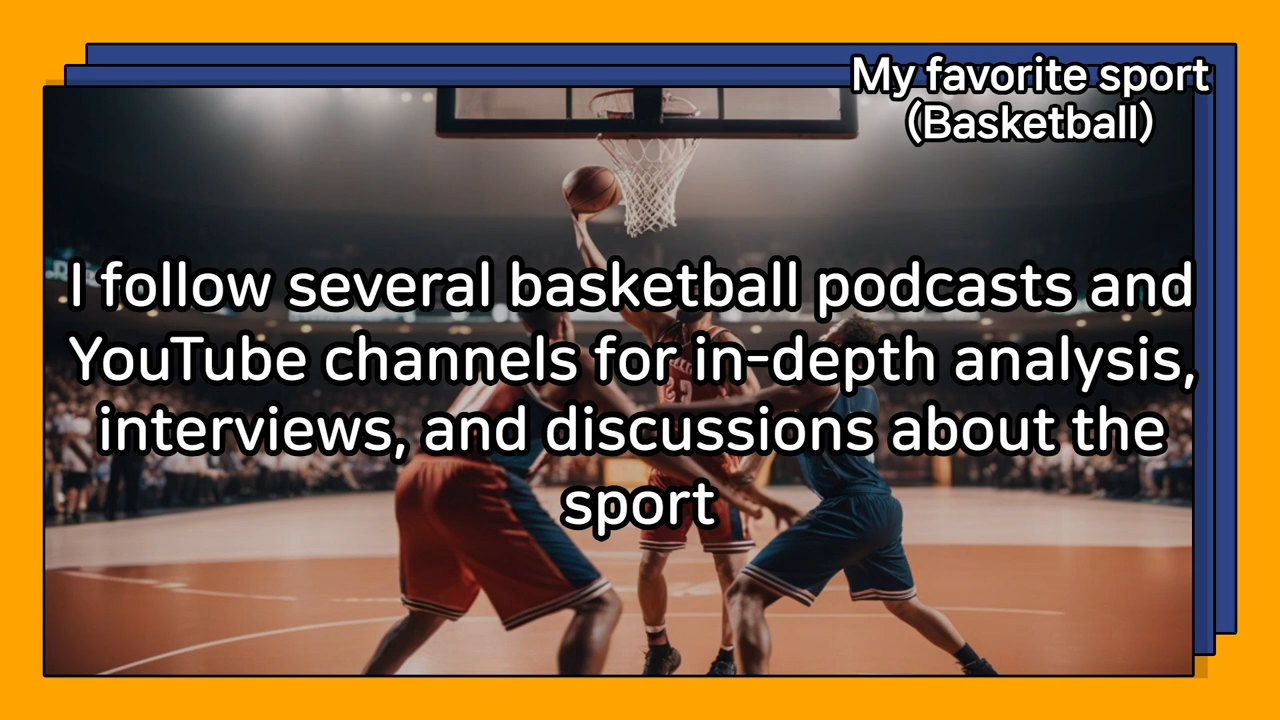 My favorite sport
(Basketball)
I follow several basketball podcasts and
YouTube channels for in-depth analysis,
interviews, and discussions about the
sport